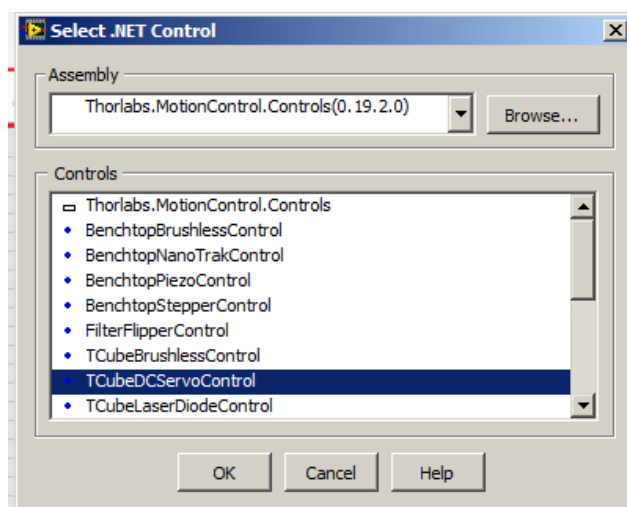 Select .NET Control
Assembly
Thorlabs.MotionControl.Controls(0.19.2.0)
Browse...
Controls
Thorlabs.MotionControl.Controls
BenchtopBrushlessControl
BenchtopNanoTrakControl
BenchtopPiezoControl
BenchtopStepperControl
FilterFlipperControl
TCubeBrushlessControl
TCubeDCServoControl
TCubeLaserDiodeControl
OK Cancel Help